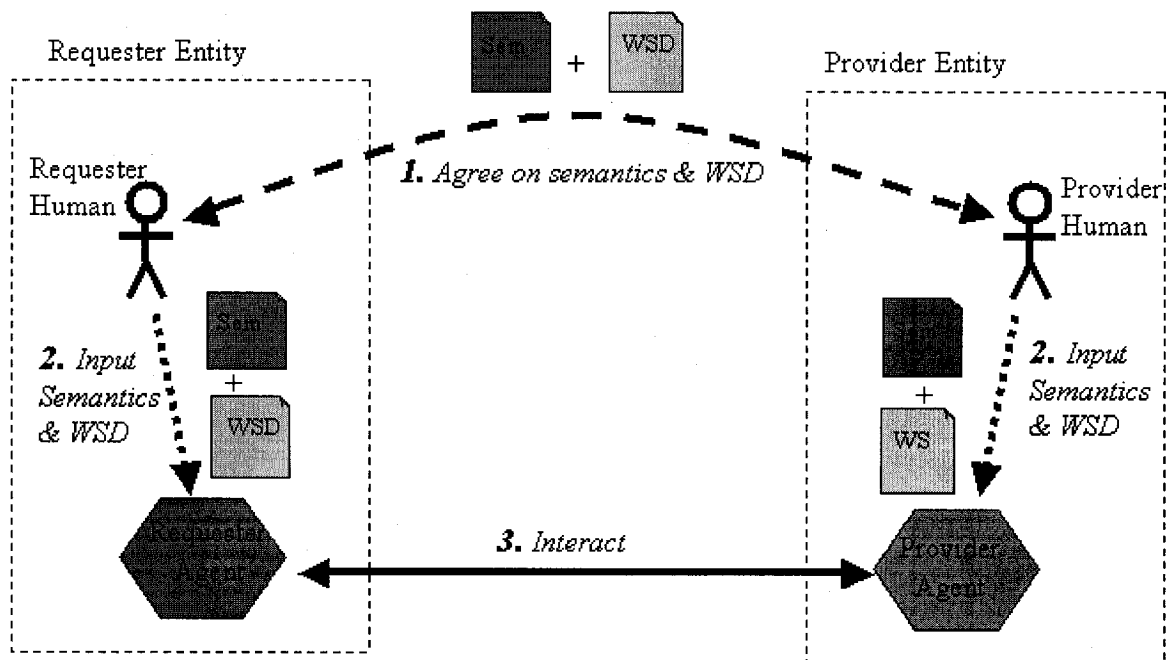 Requester Entity
Sem
+
WSD
Provider Entity
Requester
Human
1. Agree on semantics & WSD
Provider
Human
Sem
+
WSD
2. Input
Semantics
& WSD
+
WS
2. Input
Semantics
& WSD
Requester
Agent
3. Interact
Provider
Agent